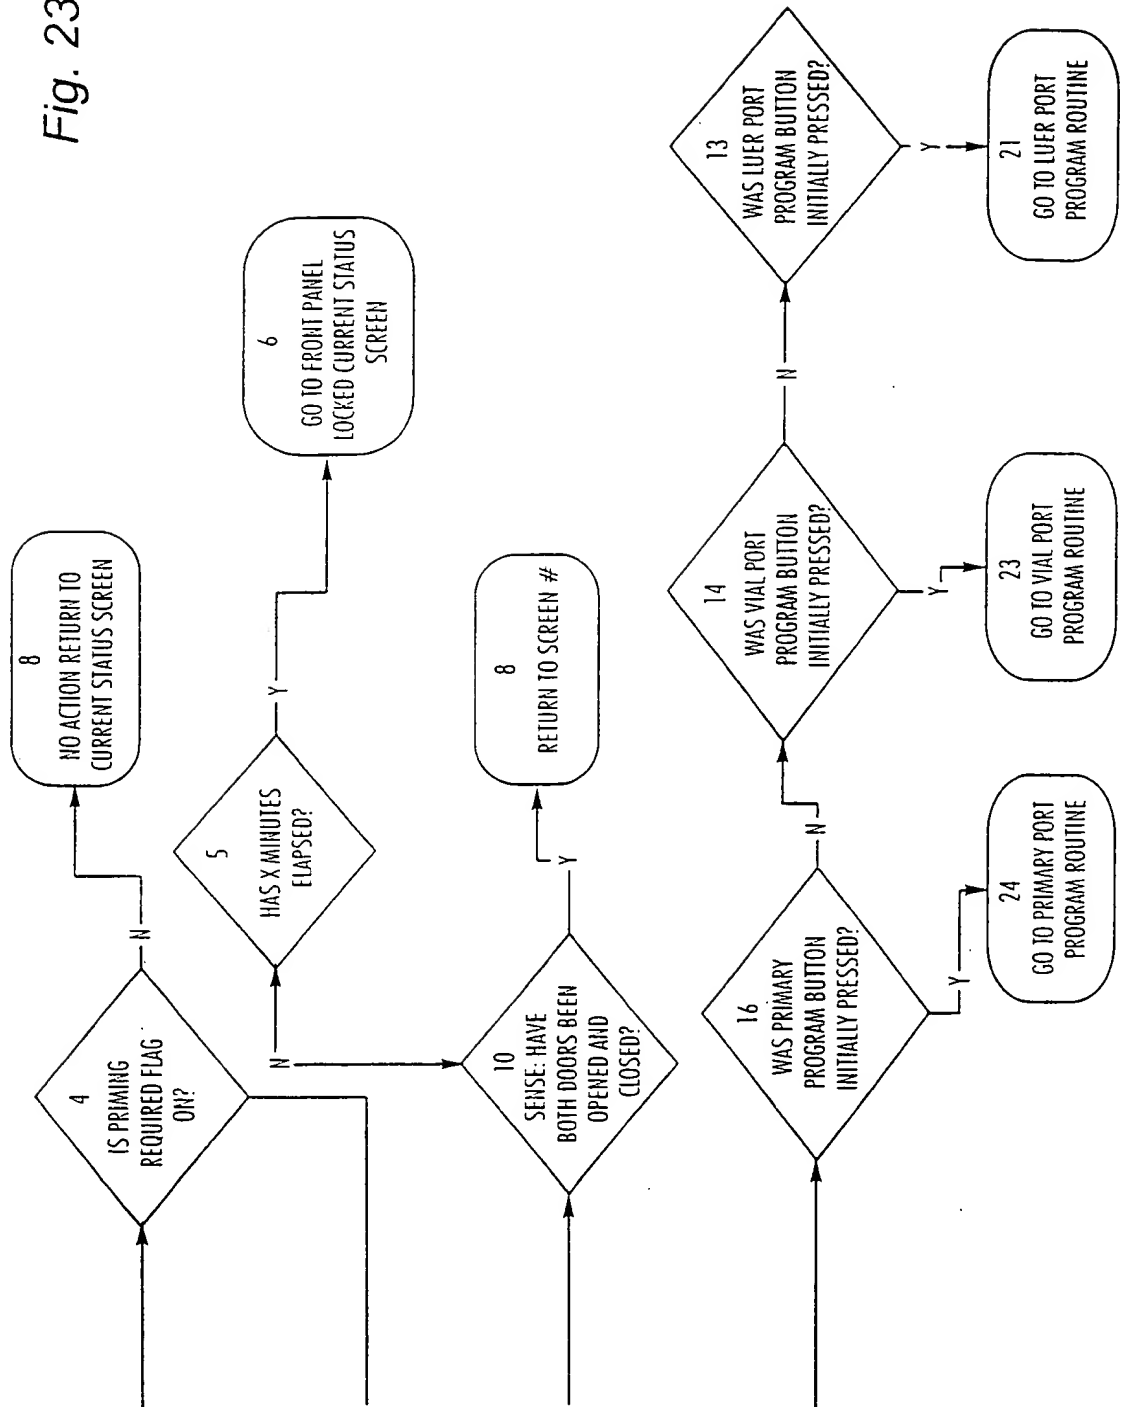 Fig. 23
4
IS PRIMING
REQUIRED FLAG
ON?
N
8
NO ACTION RETURN TO
CURRENT STATUS SCREEN
5
HAS X MINUTES
ELAPSED?
Y
N
6
GO TO FRONT PANEL
LOCKED CURRENT STATUS
SCREEN
10
SENSE: HAVE
BOTH DOORS BEEN
OPENED AND
CLOSED?
Y
8
RETURN TO SCREEN #
16
WAS PRIMARY
PROGRAM BUTTON
INITIALLY PRESSED?
N
Y
24
GO TO PRIMARY PORT
PROGRAM ROUTINE
14
WAS VIAL PORT
PROGRAM BUTTON
INITIALLY PRESSED?
N
Y
23
GO TO VIAL PORT
PROGRAM ROUTINE
13
WAS LUER PORT
PROGRAM BUTTON
INITIALLY PRESSED?
Y
21
GO TO LUER PORT
PROGRAM ROUTINE